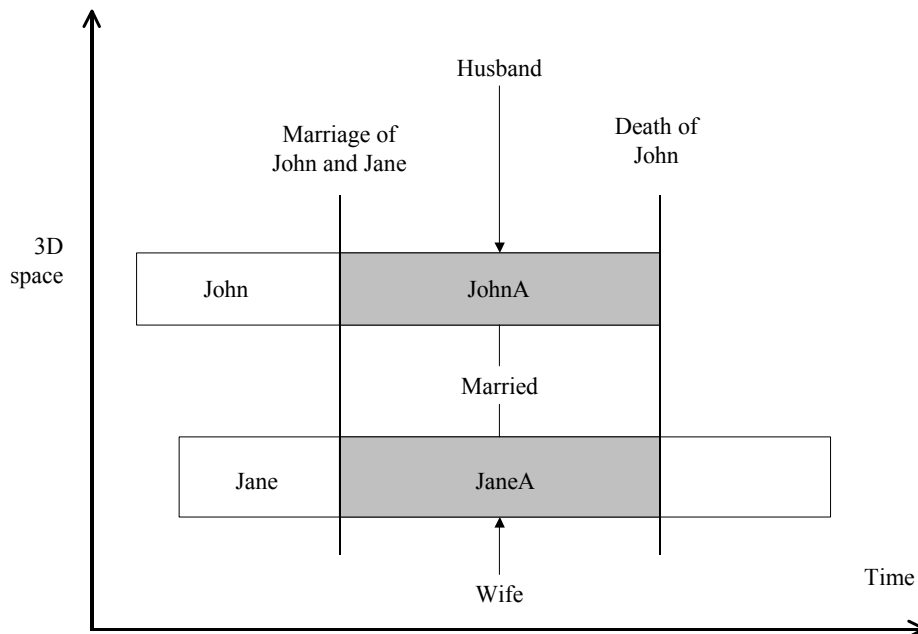 Husband
Marriage of
John and Jane
Death of
John
3D
space
John
JohnA
Married
Jane
JaneA
Time
Wife